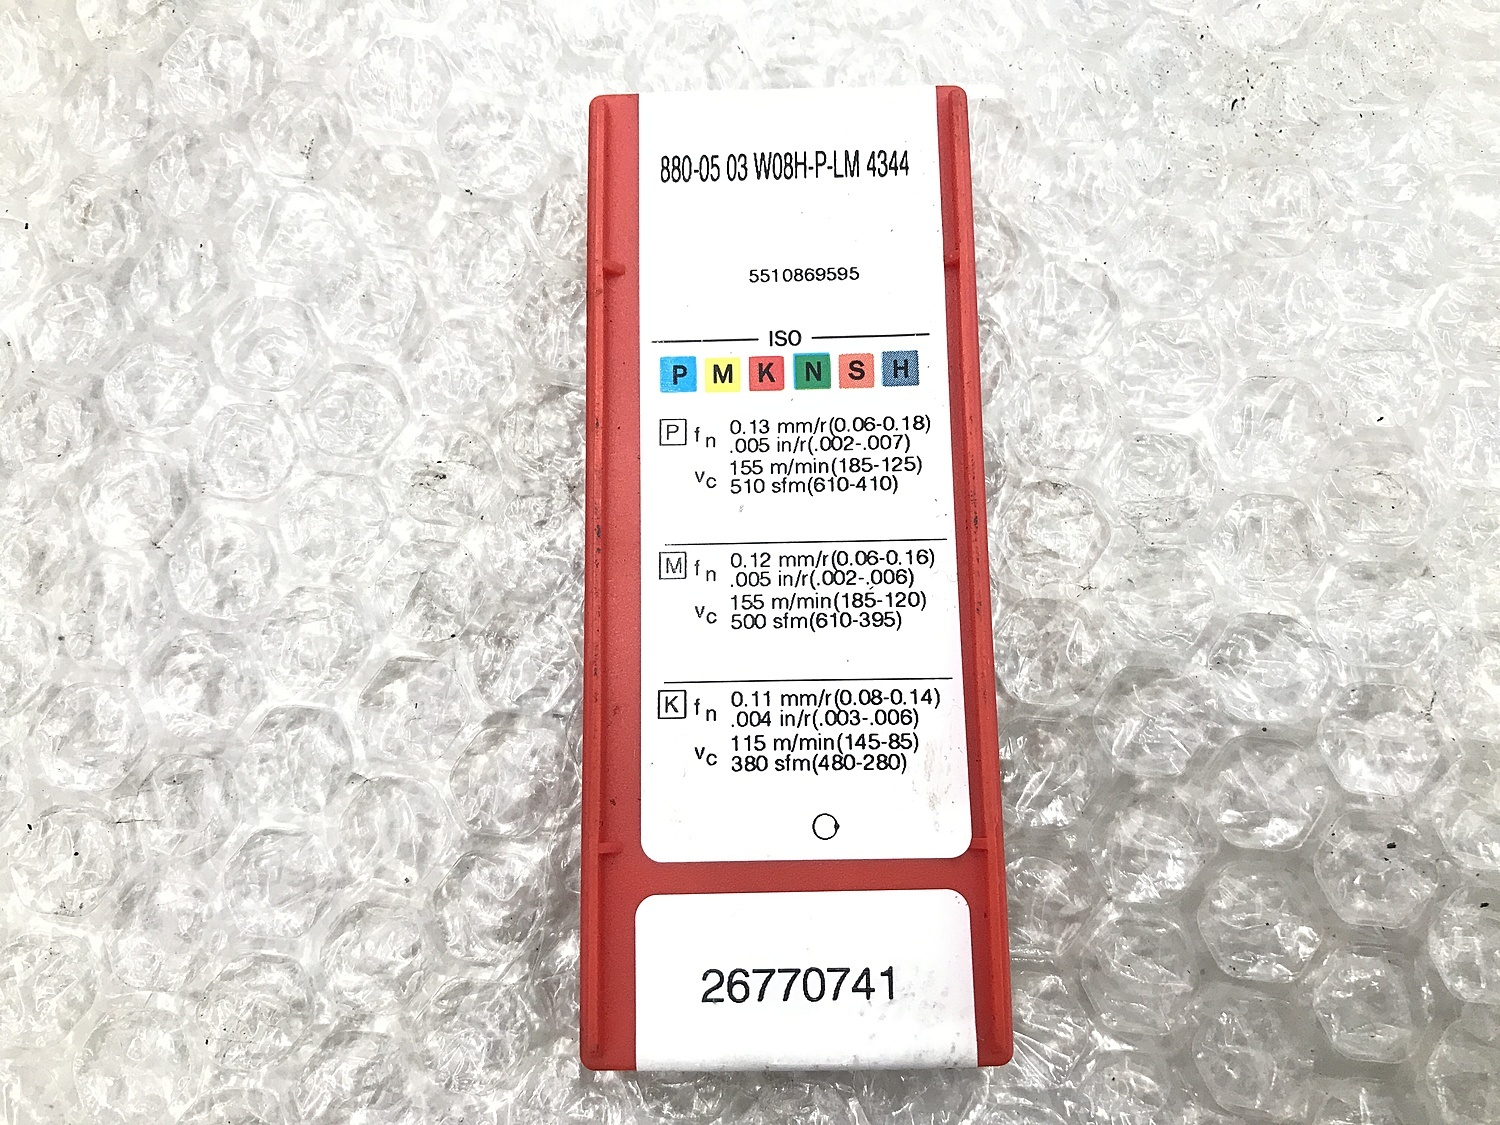 880-05 03 W08H-P-LM 4344
5510869595
ISO
P M K N S H
P fn 0.13 mm/r(0.06-0.18)
.005 in/r(.002-.007)
vc 155 m/min(185-125)
510 sfm(610-410)
M fn 0.12 mm/r(0.06-0.16)
.005 in/r(.002-.006)
vc 155 m/min(185-120)
500 sfm(610-395)
K fn 0.11 mm/r(0.08-0.14)
.004 in/r(.003-.006)
vc 115 m/min(145-85)
380 sfm(480-280)
26770741